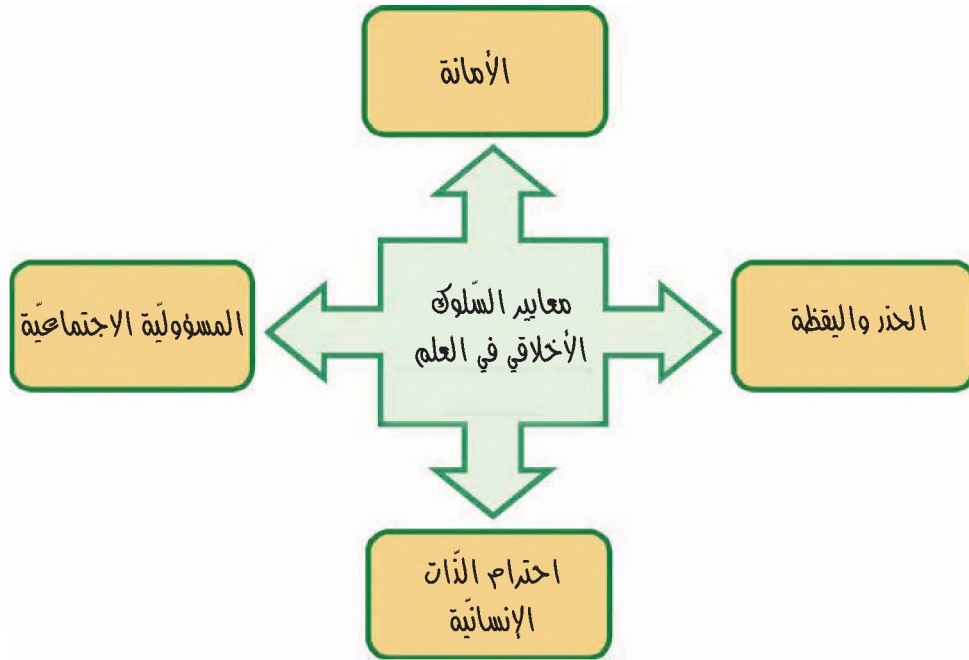 الأمانة
معايير السّلوك
الأخلاقي في العلم
الحذر واليقظة
المسؤوليّة الاجتماعيّة
احترام الذّات
الإنسانيّة